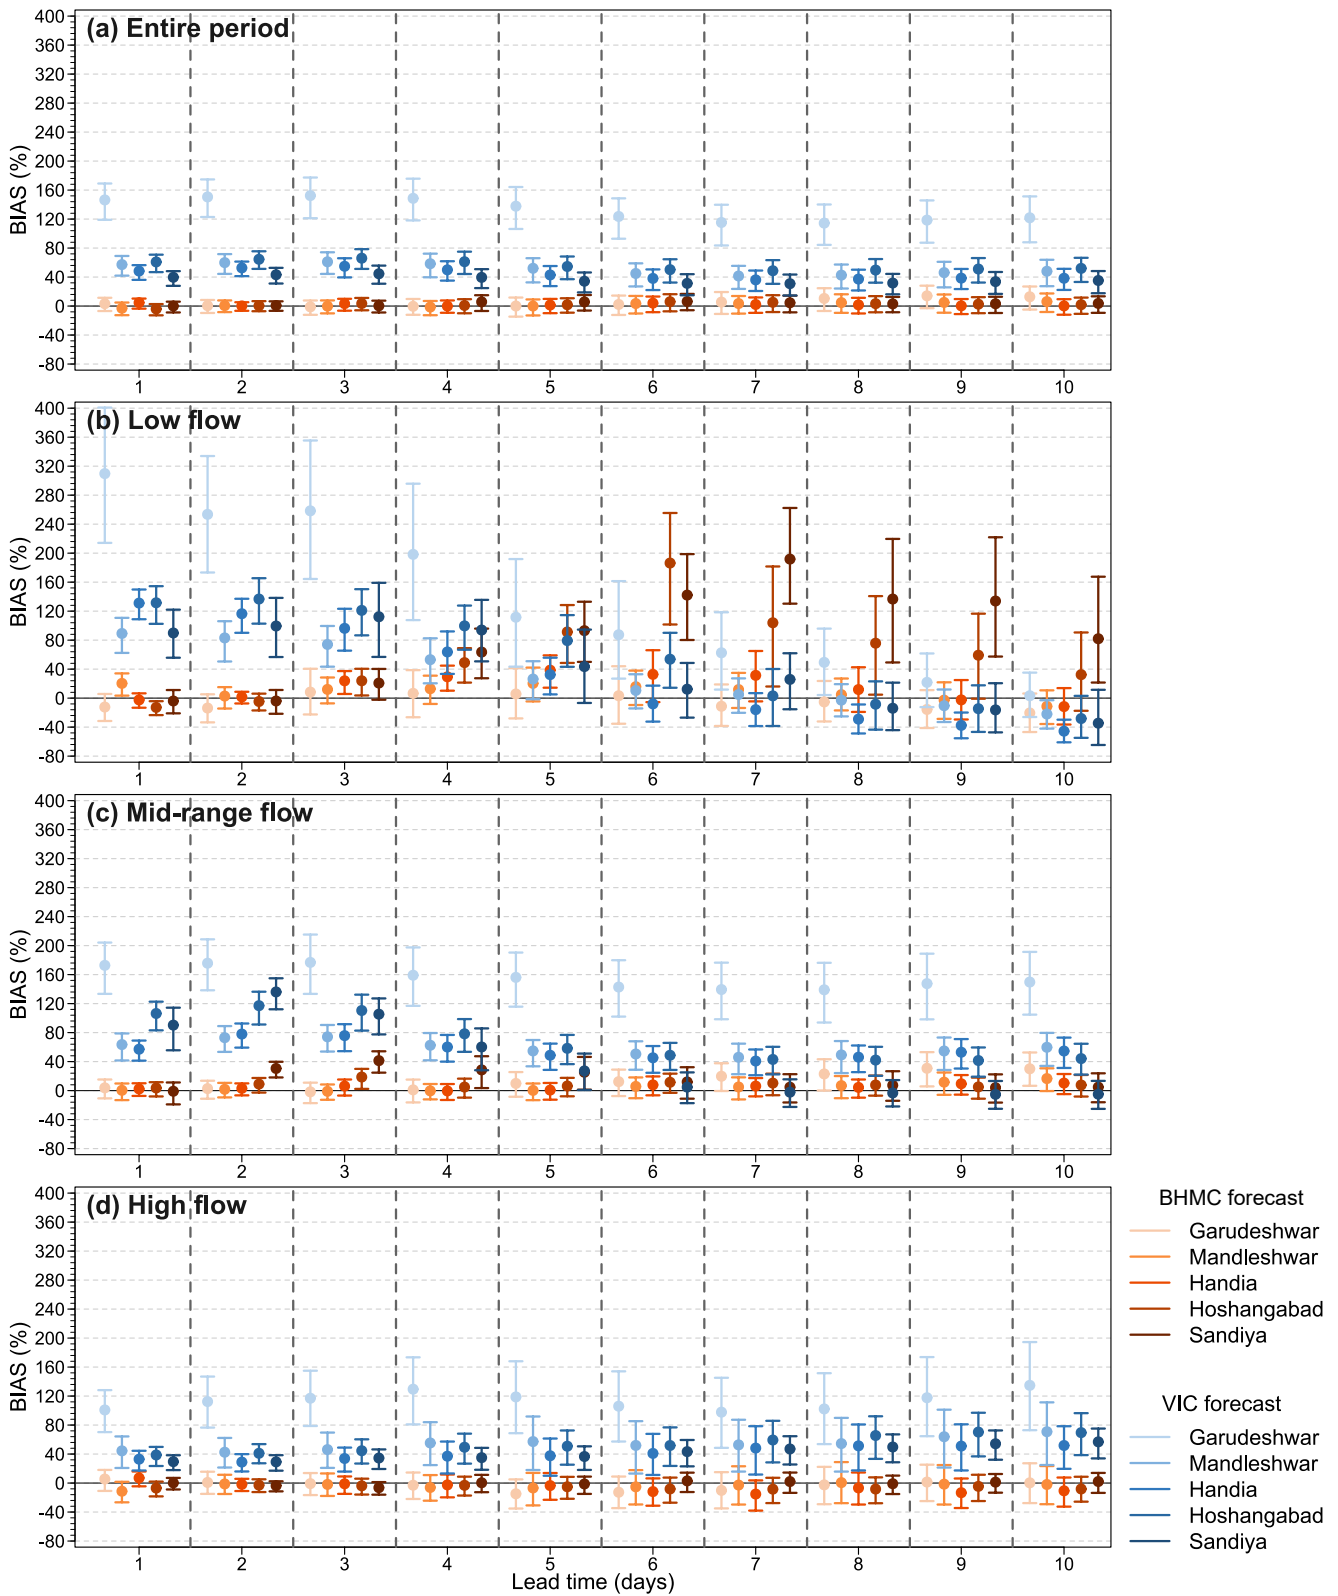 (a) Entire period
BIAS (%)
400
360
320
280
240
200
160
120
80
40
0
-40
-80
1 2 3 4 5 6 7 8 9 10
(b) Low flow
BIAS (%)
400
360
320
280
240
200
160
120
80
40
0
-40
-80
1 2 3 4 5 6 7 8 9 10
(c) Mid-range flow
BIAS (%)
400
360
320
280
240
200
160
120
80
40
0
-40
-80
1 2 3 4 5 6 7 8 9 10
(d) High flow
BIAS (%)
400
360
320
280
240
200
160
120
80
40
0
-40
-80
1 2 3 4 5 6 7 8 9 10
Lead time (days)
BHMC forecast
Garudeshwar
Mandleshwar
Handia
Hoshangabad
Sandiya
VIC forecast
Garudeshwar
Mandleshwar
Handia
Hoshangabad
Sandiya